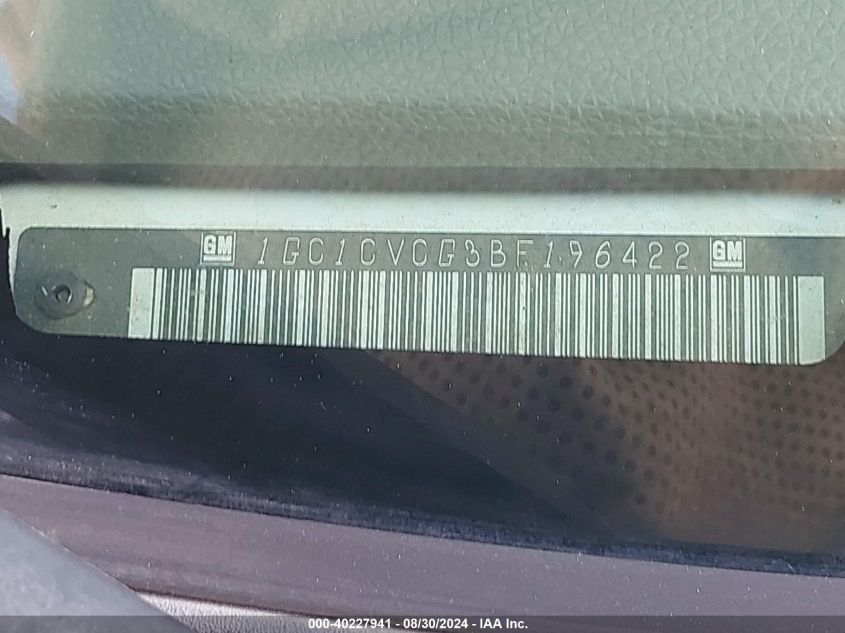 GM 1GC1CVCG3BF196422 GM
000-40227941 - 08/30/2024 - IAA Inc.